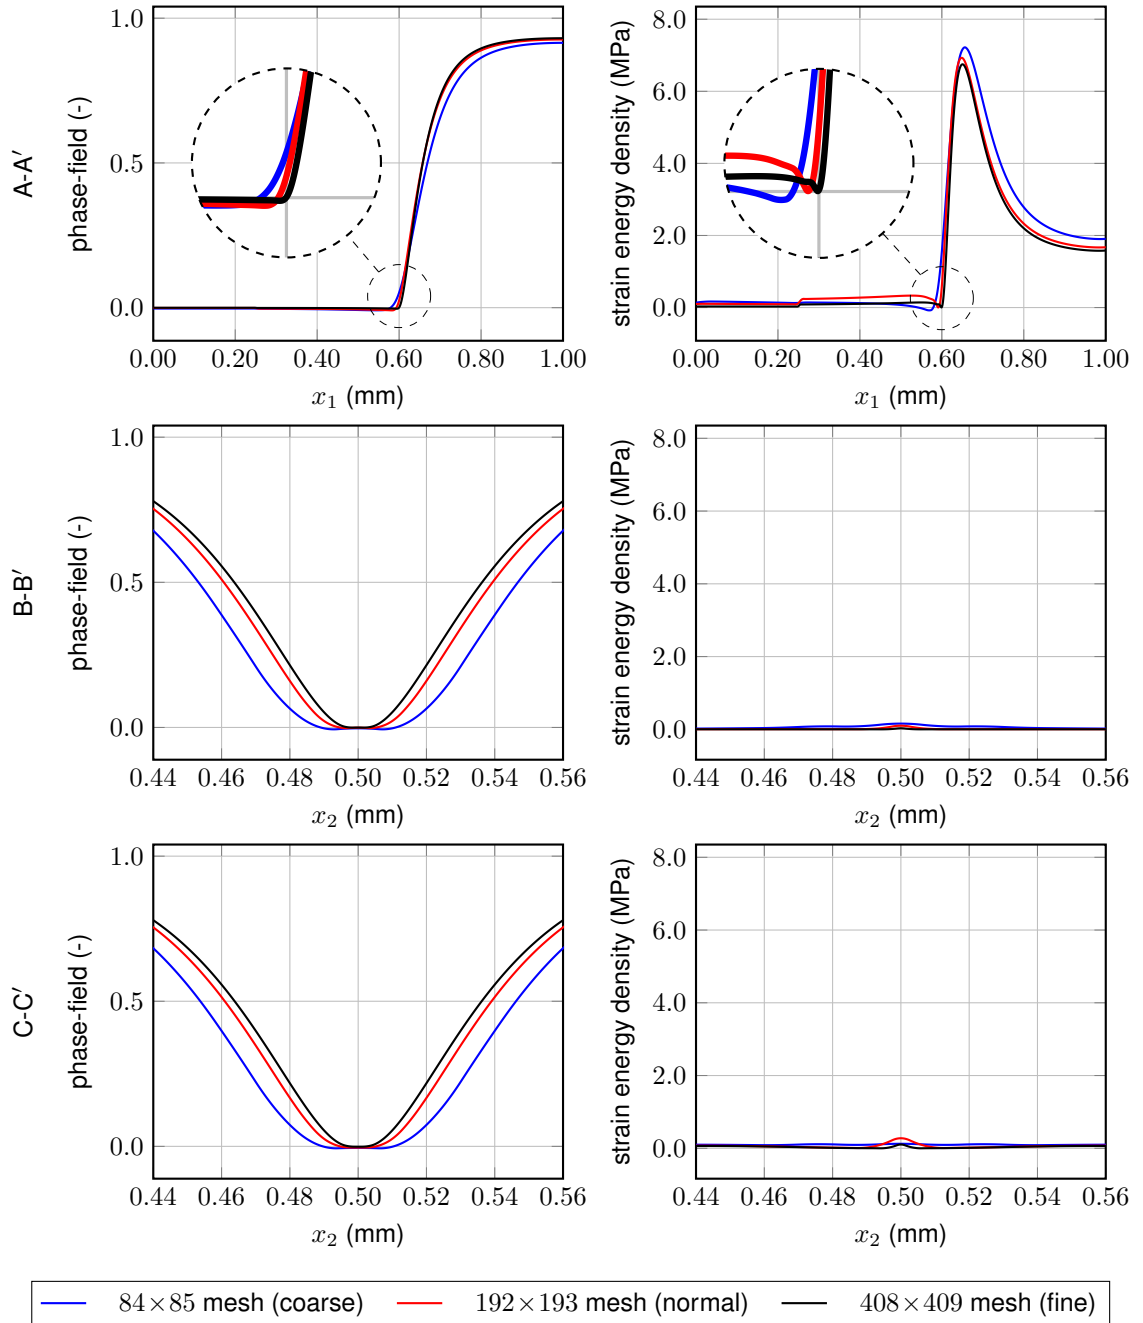 A-A′
phase-field (-)
1.0
0.5
0.0
0.00 0.20 0.40 0.60 0.80 1.00
x₁ (mm)
strain energy density (MPa)
8.0
6.0
4.0
2.0
0.0
0.00 0.20 0.40 0.60 0.80 1.00
x₁ (mm)
B-B′
phase-field (-)
1.0
0.5
0.0
0.44 0.46 0.48 0.50 0.52 0.54 0.56
x₂ (mm)
strain energy density (MPa)
8.0
6.0
4.0
2.0
0.0
0.44 0.46 0.48 0.50 0.52 0.54 0.56
x₂ (mm)
C-C′
phase-field (-)
1.0
0.5
0.0
0.44 0.46 0.48 0.50 0.52 0.54 0.56
x₂ (mm)
strain energy density (MPa)
8.0
6.0
4.0
2.0
0.0
0.44 0.46 0.48 0.50 0.52 0.54 0.56
x₂ (mm)
84×85 mesh (coarse) 192×193 mesh (normal) 408×409 mesh (fine)